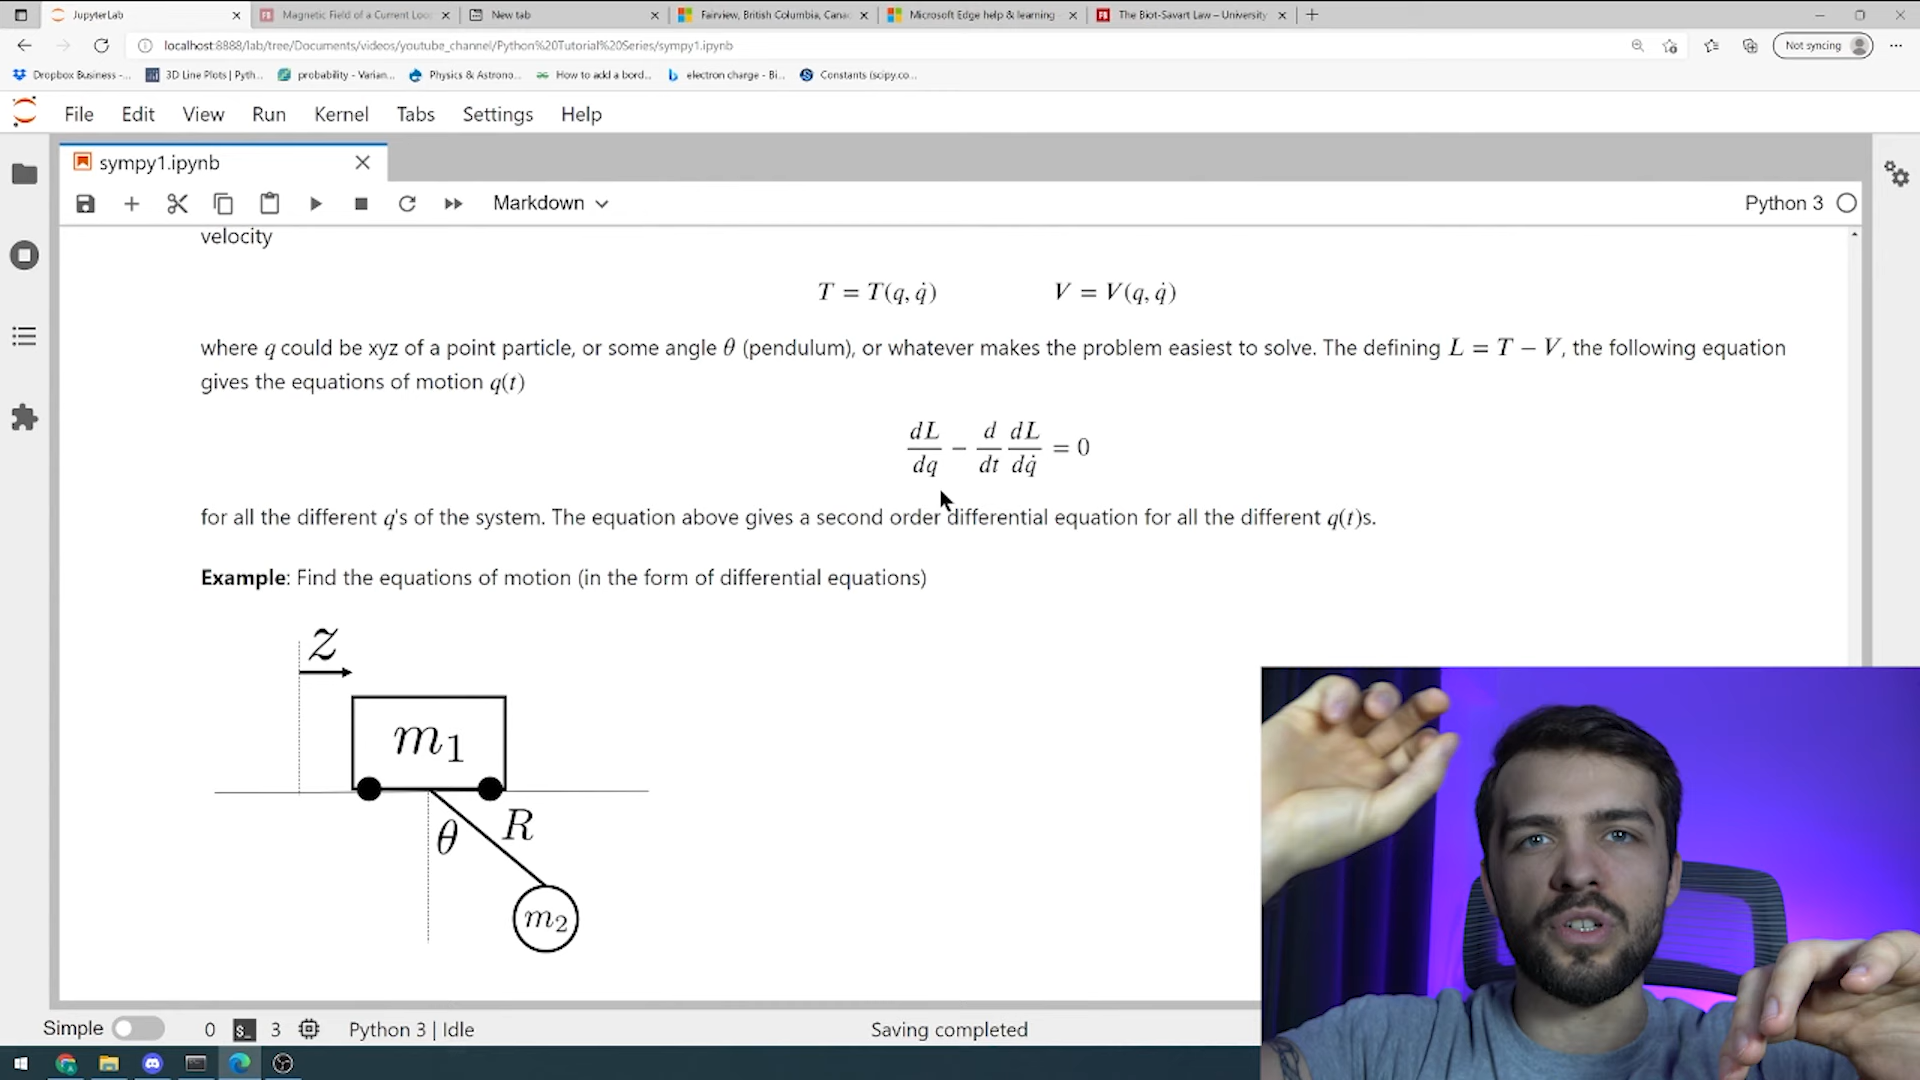 JupyterLab
Magnetic Field of a Current Loo
New tab
Fairview, British Columbia, Cana
Microsoft Edge help & learning
The Biot-Savart Law – University
localhost:8888/lab/tree/Documents/videos/youtube_channel/Python%20Tutorial%20Series/sympy1.ipynb
Not syncing
Dropbox Business -...
3D Line Plots | Pyth...
probability - Varian...
Physics & Astrono...
How to add a bord...
electron charge - Bi...
Constants (scipy.co...
File Edit View Run Kernel Tabs Settings Help
sympy1.ipynb
Markdown
Python 3
velocity
T = T(q, q̇) V = V(q, q̇)
where q could be xyz of a point particle, or some angle θ (pendulum), or whatever makes the problem easiest to solve. The defining L = T − V, the following equation
gives the equations of motion q(t)
dL/dq − d/dt dL/dq̇ = 0
for all the different q's of the system. The equation above gives a second order differential equation for all the different q(t)s.
Example: Find the equations of motion (in the form of differential equations)
z
m₁
θ
R
m₂
Simple
0
$_
3
Python 3 | Idle
Saving completed